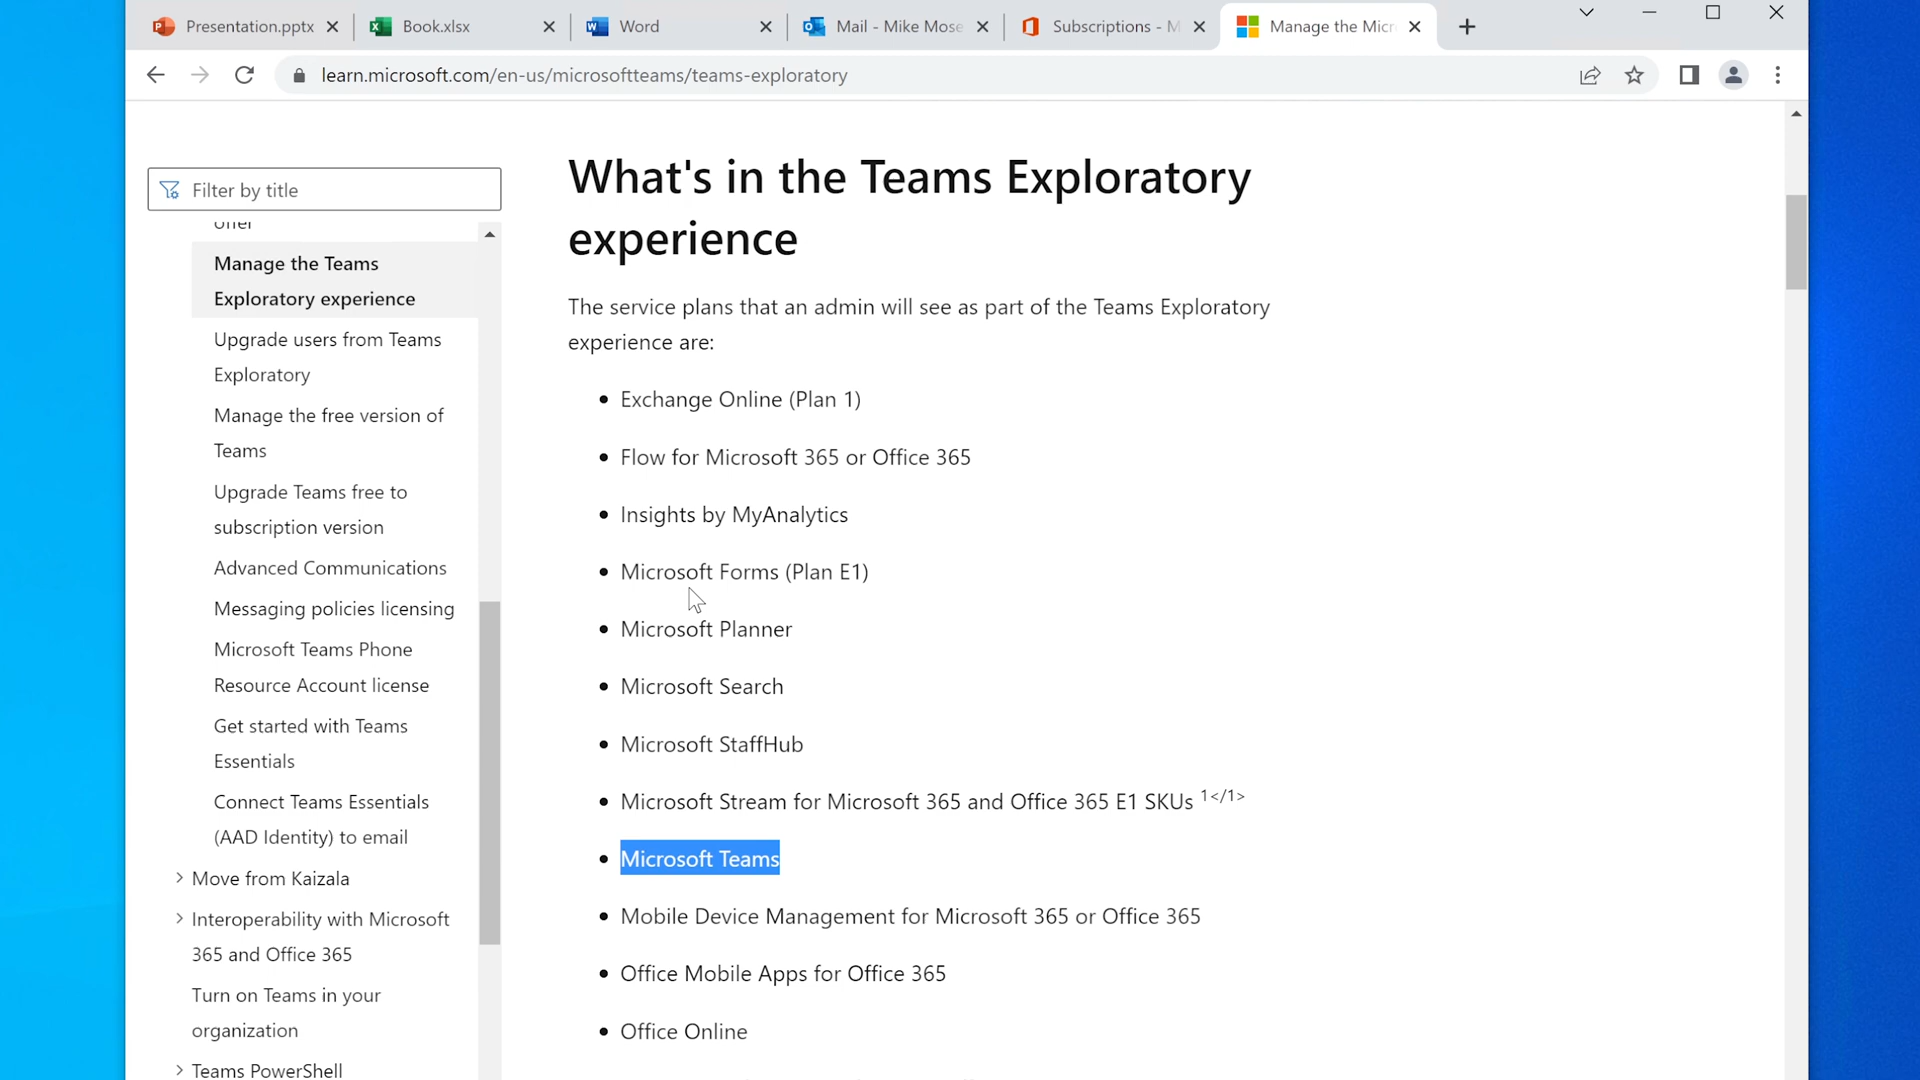 Presentation.pptx
Book.xlsx
Word
Mail - Mike Mose
Subscriptions - M
Manage the Micr
learn.microsoft.com/en-us/microsoftteams/teams-exploratory
Filter by title
offer
Manage the Teams
Exploratory experience
Upgrade users from Teams
Exploratory
Manage the free version of
Teams
Upgrade Teams free to
subscription version
Advanced Communications
Messaging policies licensing
Microsoft Teams Phone
Resource Account license
Get started with Teams
Essentials
Connect Teams Essentials
(AAD Identity) to email
Move from Kaizala
Interoperability with Microsoft
365 and Office 365
Turn on Teams in your
organization
Teams PowerShell
What's in the Teams Exploratory
experience
The service plans that an admin will see as part of the Teams Exploratory
experience are:
Exchange Online (Plan 1)
Flow for Microsoft 365 or Office 365
Insights by MyAnalytics
Microsoft Forms (Plan E1)
Microsoft Planner
Microsoft Search
Microsoft StaffHub
Microsoft Stream for Microsoft 365 and Office 365 E1 SKUs 1</1>
Microsoft Teams
Mobile Device Management for Microsoft 365 or Office 365
Office Mobile Apps for Office 365
Office Online